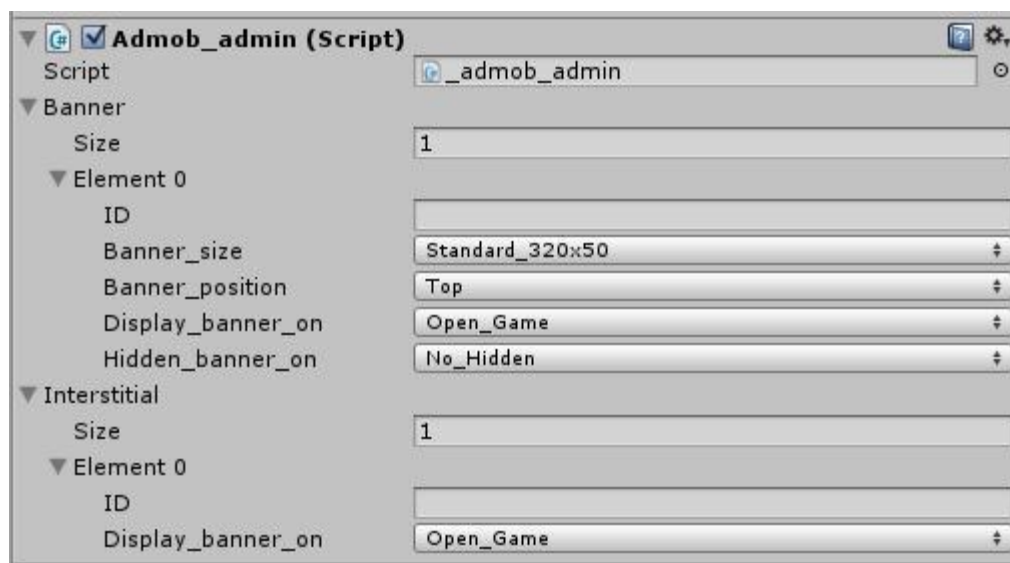 Admob_admin (Script)
Script _admob_admin
Banner
Size 1
Element 0
ID
Banner_size Standard_320x50
Banner_position Top
Display_banner_on Open_Game
Hidden_banner_on No_Hidden
Interstitial
Size 1
Element 0
ID
Display_banner_on Open_Game